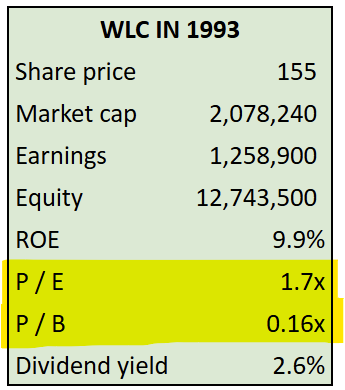 WLC IN 1993
Share price 155
Market cap 2,078,240
Earnings 1,258,900
Equity 12,743,500
ROE 9.9%
P / E 1.7x
P / B 0.16x
Dividend yield 2.6%